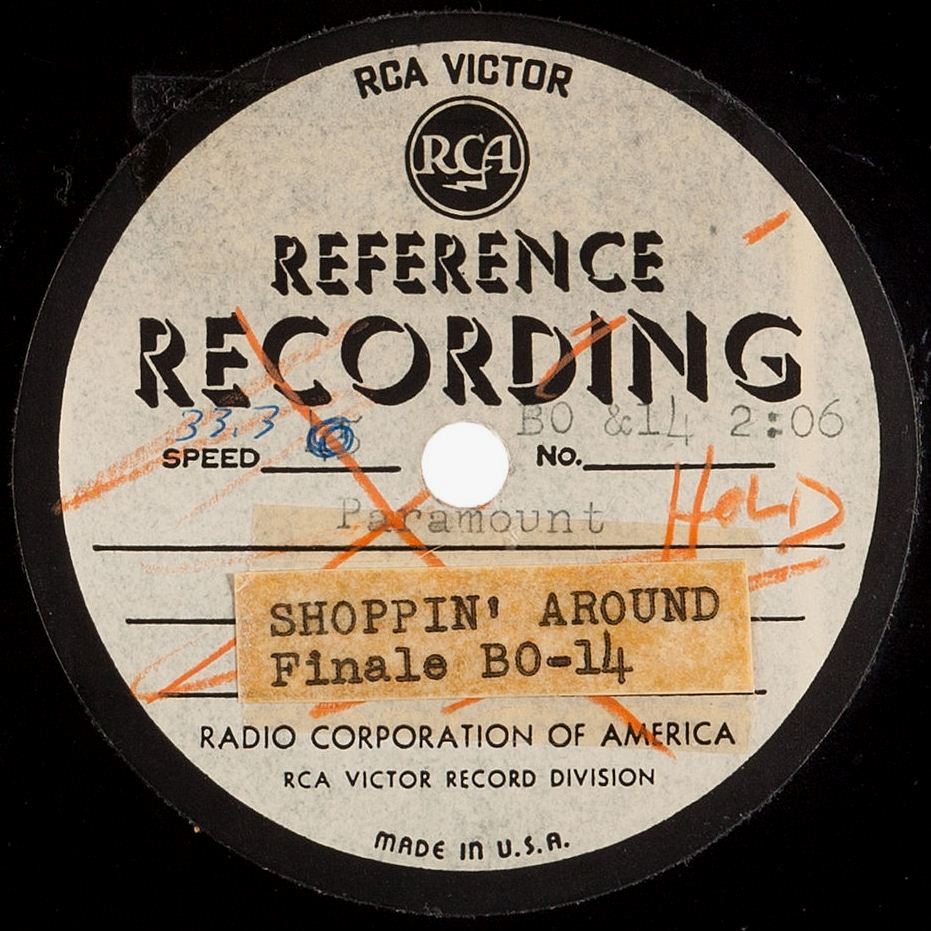 RCA VICTOR
RCA
REFERENCE
RECORDING
33.3 BO &14 2:06
SPEED No.
HOLD
Paramount
SHOPPIN' AROUND
Finale BO-14
RADIO CORPORATION OF AMERICA
RCA VICTOR RECORD DIVISION
MADE IN U.S.A.